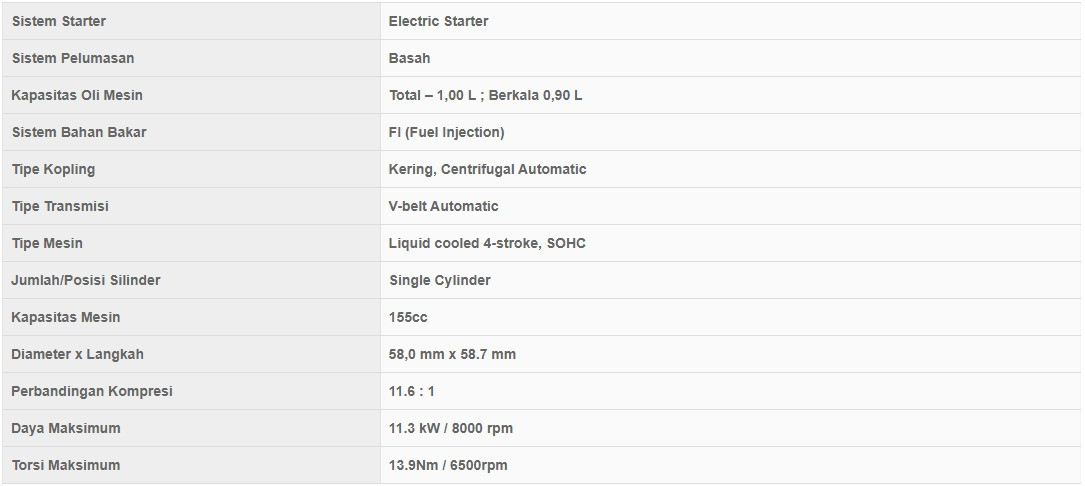 Sistem Starter Electric Starter
Sistem Pelumasan Basah
Kapasitas Oli Mesin Total – 1,00 L ; Berkala 0,90 L
Sistem Bahan Bakar FI (Fuel Injection)
Tipe Kopling Kering, Centrifugal Automatic
Tipe Transmisi V-belt Automatic
Tipe Mesin Liquid cooled 4-stroke, SOHC
Jumlah/Posisi Silinder Single Cylinder
Kapasitas Mesin 155cc
Diameter x Langkah 58,0 mm x 58.7 mm
Perbandingan Kompresi 11.6 : 1
Daya Maksimum 11.3 kW / 8000 rpm
Torsi Maksimum 13.9Nm / 6500rpm